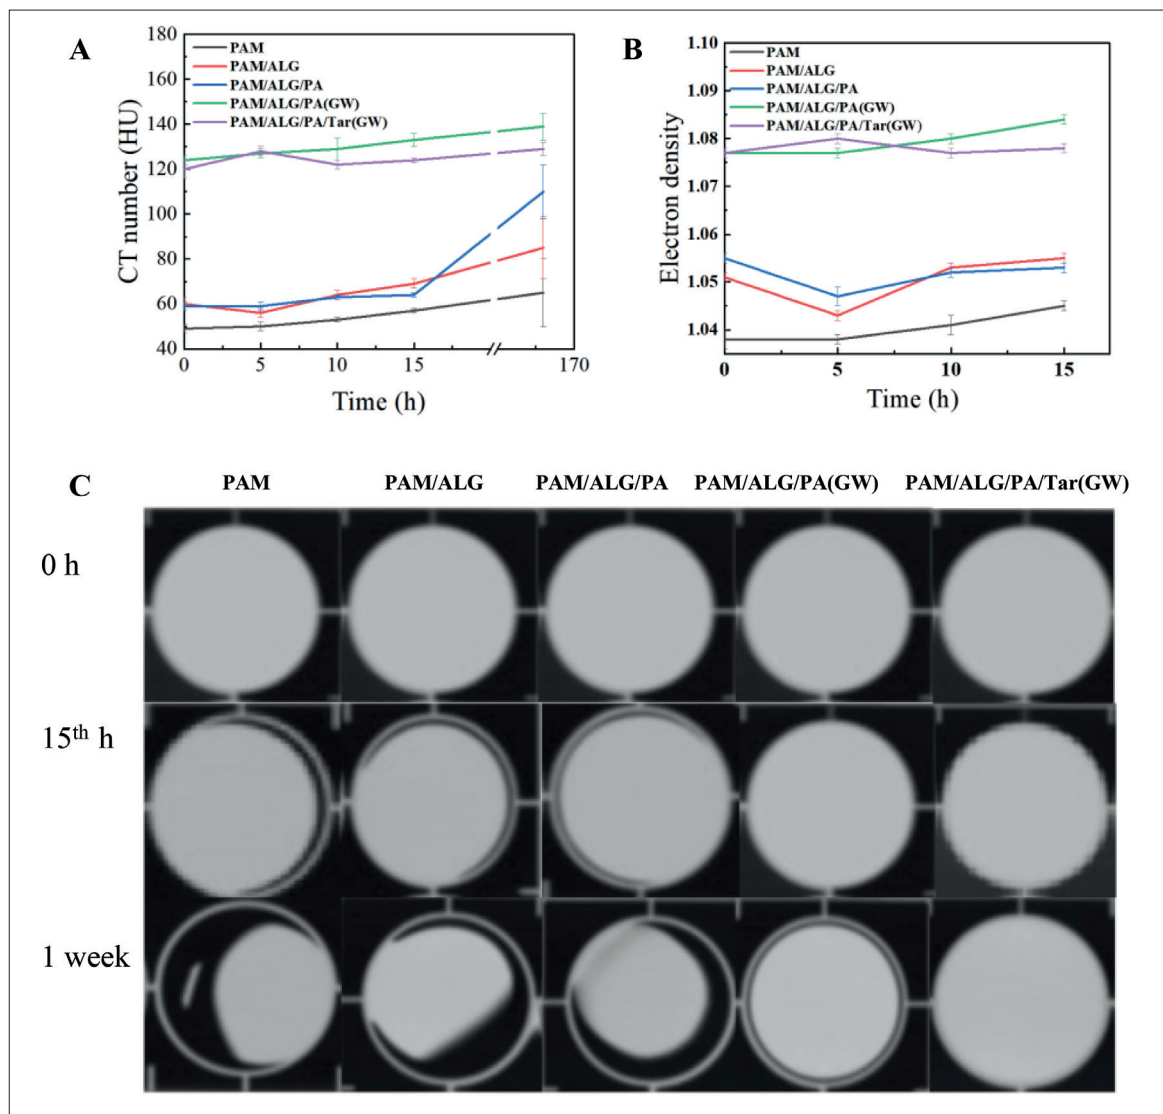 A
180
160
140
120
100
80
60
40
CT number (HU)
PAM
PAM/ALG
PAM/ALG/PA
PAM/ALG/PA(GW)
PAM/ALG/PA/Tar(GW)
0 5 10 15 170
Time (h)
B
1.10
1.09
1.08
1.07
1.06
1.05
1.04
Electron density
PAM
PAM/ALG
PAM/ALG/PA
PAM/ALG/PA(GW)
PAM/ALG/PA/Tar(GW)
0 5 10 15
Time (h)
C PAM PAM/ALG PAM/ALG/PA PAM/ALG/PA(GW) PAM/ALG/PA/Tar(GW)
0 h
15th h
1 week